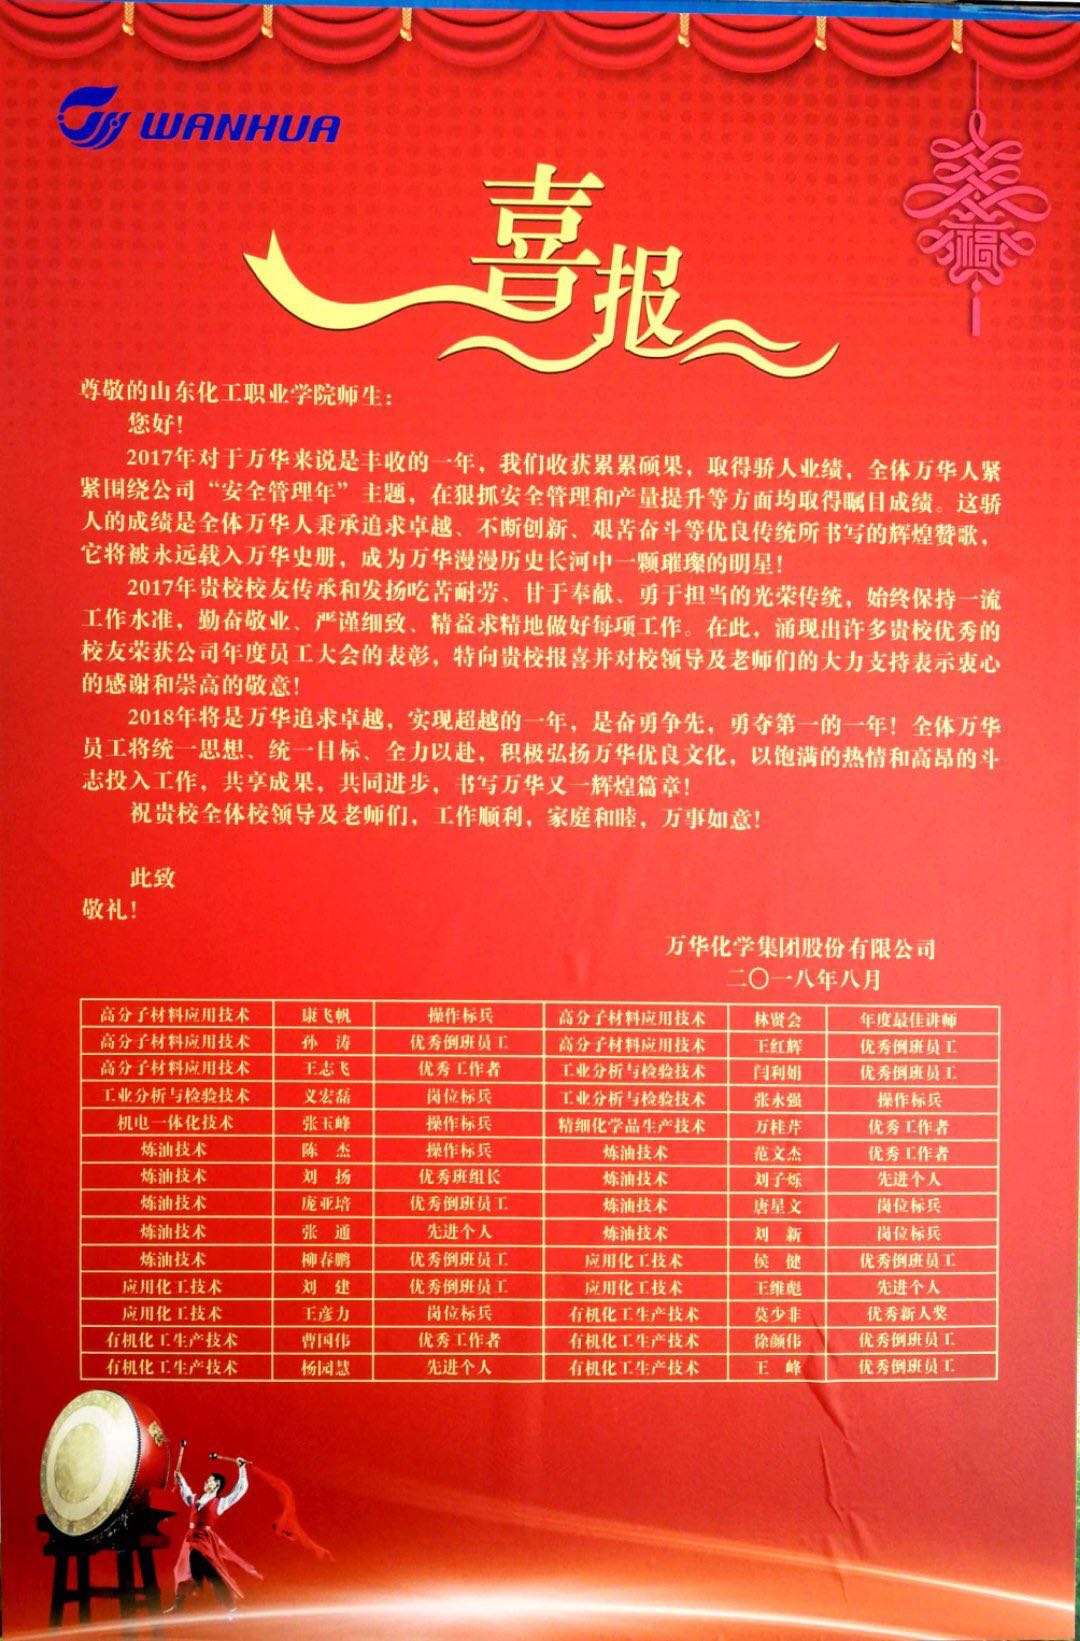 WANHUA
喜报
尊敬的山东化工职业学院师生：
您好！
2017年对于万华来说是丰收的一年，我们收获累累硕果，取得骄人业绩，全体万华人紧
紧围绕公司“安全管理年”主题，在狠抓安全管理和产量提升等方面均取得瞩目成绩。这骄
人的成绩是全体万华人秉承追求卓越、不断创新、艰苦奋斗等优良传统所书写的辉煌赞歌，
它将被永远载入万华史册，成为万华漫漫历史长河中一颗璀璨的明星！
2017年贵校校友传承和发扬吃苦耐劳、甘于奉献、勇于担当的光荣传统，始终保持一流
工作水准，勤奋敬业、严谨细致、精益求精地做好每项工作。在此，涌现出许多贵校优秀的
校友荣获公司年度员工大会的表彰，特向贵校报喜并对校领导及老师们的大力支持表示衷心
的感谢和崇高的敬意！
2018年将是万华追求卓越，实现超越的一年，是奋勇争先，勇夺第一的一年！全体万华
员工将统一思想、统一目标、全力以赴，积极弘扬万华优良文化，以饱满的热情和高昂的斗
志投入工作，共享成果，共同进步，书写万华又一辉煌篇章！
祝贵校全体校领导及老师们，工作顺利，家庭和睦，万事如意！
此致
敬礼！
万华化学集团股份有限公司
二〇一八年八月
高分子材料应用技术 康飞帆 操作标兵 高分子材料应用技术 林贤会 年度最佳讲师
高分子材料应用技术 孙 涛 优秀倒班员工 高分子材料应用技术 王红辉 优秀倒班员工
高分子材料应用技术 王志飞 优秀工作者 工业分析与检验技术 闫利娟 优秀倒班员工
工业分析与检验技术 义宏磊 岗位标兵 工业分析与检验技术 张永强 操作标兵
机电一体化技术 张玉峰 操作标兵 精细化学品生产技术 万桂芹 优秀工作者
炼油技术 陈 杰 操作标兵 炼油技术 范文杰 优秀工作者
炼油技术 刘 扬 优秀班组长 炼油技术 刘子烁 先进个人
炼油技术 庞亚培 优秀倒班员工 炼油技术 唐星文 岗位标兵
炼油技术 张 通 先进个人 炼油技术 刘 新 岗位标兵
炼油技术 柳春鹏 优秀倒班员工 应用化工技术 侯 健 优秀倒班员工
应用化工技术 刘 建 优秀倒班员工 应用化工技术 王维彪 先进个人
应用化工技术 王彦力 岗位标兵 有机化工生产技术 莫少非 优秀新人奖
有机化工生产技术 曹国伟 优秀工作者 有机化工生产技术 徐颜伟 优秀倒班员工
有机化工生产技术 杨园慧 先进个人 有机化工生产技术 王 峰 优秀倒班员工